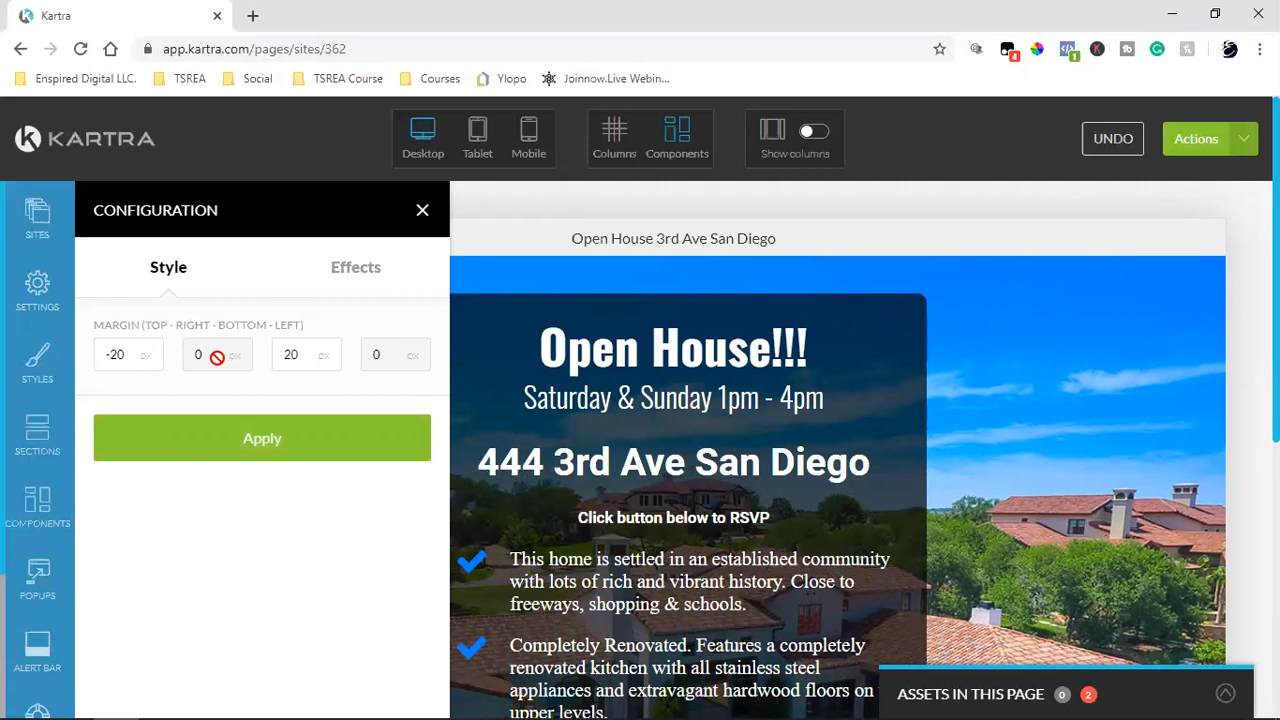 Kartra
app.kartra.com/pages/sites/362
4
1
Enspired Digital LLC.
TSREA
Social
TSREA Course
Courses
Ylopo
Joinnow.Live Webin...
KARTRA
Desktop
Tablet
Mobile
Columns
Components
Show columns
UNDO
Actions
SITES
SETTINGS
STYLES
SECTIONS
COMPONENTS
POPUPS
ALERT BAR
CONFIGURATION
Style
Effects
MARGIN (TOP - RIGHT - BOTTOM - LEFT)
-20 px
0 px
20 px
0 px
Apply
Open House 3rd Ave San Diego
Open House!!!
Saturday & Sunday 1pm - 4pm
444 3rd Ave San Diego
Click button below to RSVP
This home is settled in an established community
with lots of rich and vibrant history. Close to
freeways, shopping & schools.
Completely Renovated. Features a completely
renovated kitchen with all stainless steel
appliances and extravagant hardwood floors on
upper levels.
ASSETS IN THIS PAGE 0 2